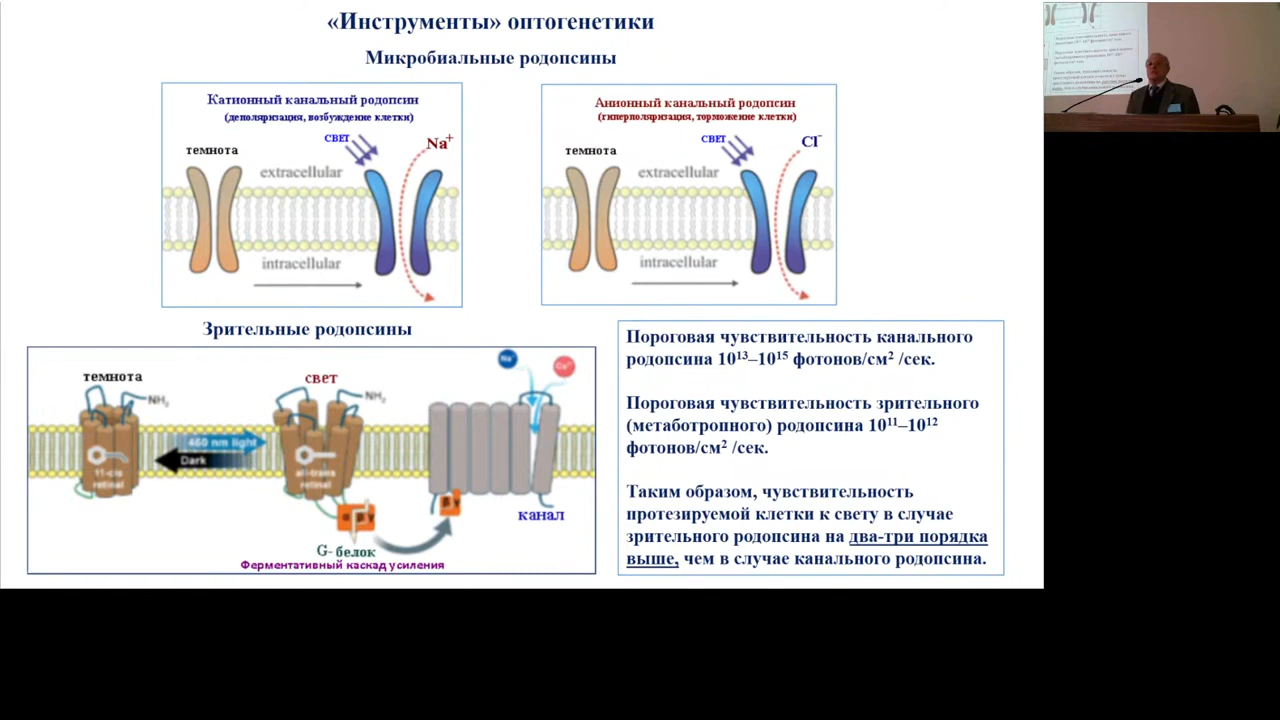 «Инструменты» оптогенетики
Микробиальные родопсины
Катионный канальный родопсин
(деполяризация, возбуждение клетки)
темнота
СВЕТ
Na⁺
extracellular
intracellular
Анионный канальный родопсин
(гиперполяризация, торможение клетки)
темнота
СВЕТ
Cl⁻
extracellular
intracellular
Зрительные родопсины
темнота
NH₂
460 nm light
Dark
11-cis
retinal
свет
NH₂
all-trans
retinal
α βγ
G- белок
Na⁺
Ca²⁺
βγ
канал
Ферментативный каскад усиления
Пороговая чувствительность канального
родопсина 10¹³–10¹⁵ фотонов/см² /сек.
Пороговая чувствительность зрительного
(метаботропного) родопсина 10¹¹–10¹²
фотонов/см² /сек.
Таким образом, чувствительность
протезируемой клетки к свету в случае
зрительного родопсина на два-три порядка
выше, чем в случае канального родопсина.